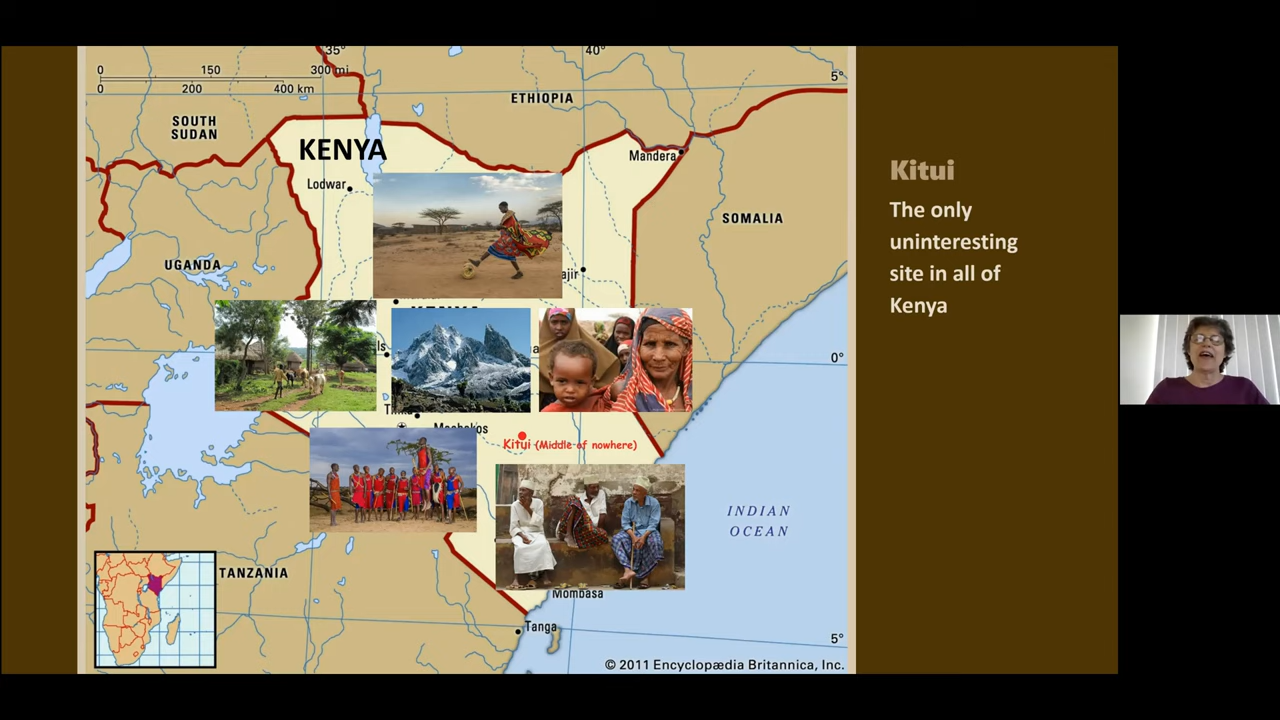 35°
40°
0 150 300 mi
0 200 400 km
5°
ETHIOPIA
SOUTH
SUDAN
KENYA
Mandera
Lodwar
SOMALIA
UGANDA
ajir
0°
Kitui (Middle of nowhere)
INDIAN
OCEAN
TANZANIA
Mombasa
Tanga
5°
© 2011 Encyclopædia Britannica, Inc.
Kitui
The only
uninteresting
site in all of
Kenya